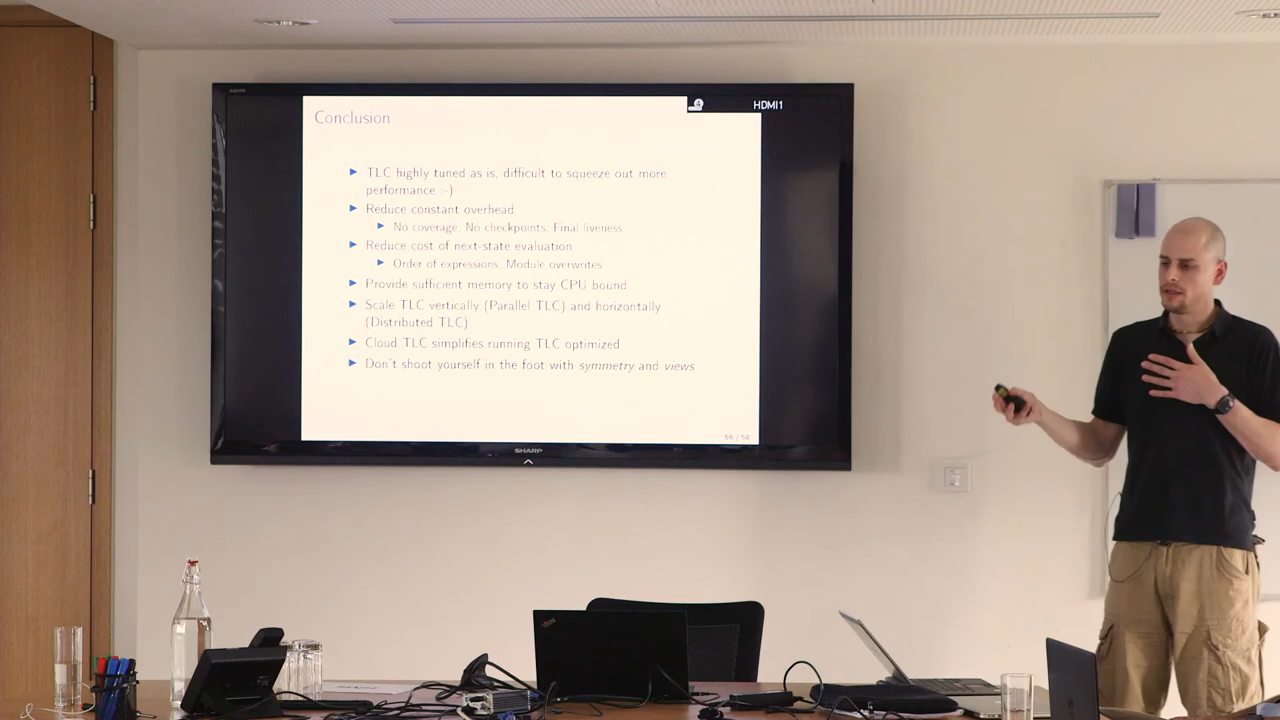 HDMI1
Conclusion
TLC highly tuned as is, difficult to squeeze out more
performance :-)
Reduce constant overhead
No coverage, No checkpoints, Final liveness
Reduce cost of next-state evaluation
Order of expressions, Module overwrites
Provide sufficient memory to stay CPU bound
Scale TLC vertically (Parallel TLC) and horizontally
(Distributed TLC)
Cloud TLC simplifies running TLC optimized
Don't shoot yourself in the foot with symmetry and views
56 / 58
SHARP